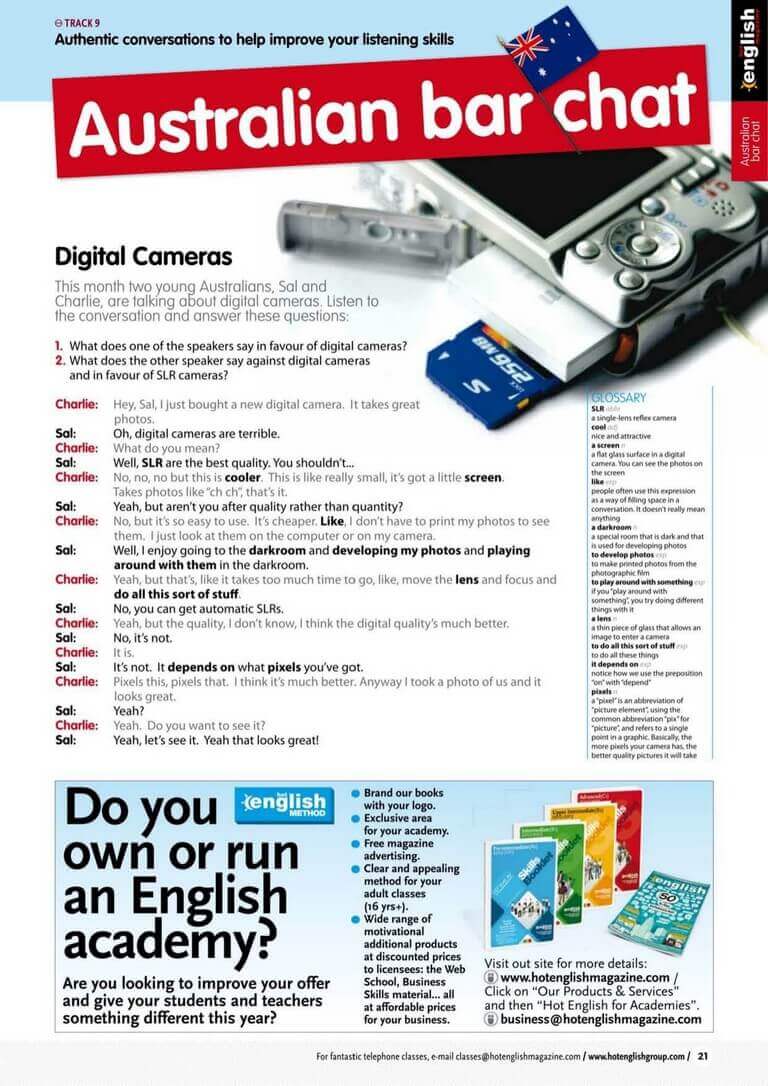 TRACK 9
Authentic conversations to help improve your listening skills
Australian bar chat
english
Australian
bar chat
Digital Cameras
This month two young Australians, Sal and
Charlie, are talking about digital cameras. Listen to
the conversation and answer these questions:
1. What does one of the speakers say in favour of digital cameras?
2. What does the other speaker say against digital cameras
and in favour of SLR cameras?
256MB
Charlie: Hey, Sal, I just bought a new digital camera. It takes great
photos.
Sal: Oh, digital cameras are terrible.
Charlie: What do you mean?
Sal: Well, SLR are the best quality. You shouldn't...
Charlie: No, no, no but this is cooler. This is like really small, it's got a little screen.
Takes photos like "ch ch", that's it.
Sal: Yeah, but aren't you after quality rather than quantity?
Charlie: No, but it's so easy to use. It's cheaper. Like, I don't have to print my photos to see
them. I just look at them on the computer or on my camera.
Sal: Well, I enjoy going to the darkroom and developing my photos and playing
around with them in the darkroom.
Charlie: Yeah, but that's, like it takes too much time to go, like, move the lens and focus and
do all this sort of stuff.
Sal: No, you can get automatic SLRs.
Charlie: Yeah, but the quality, I don't know, I think the digital quality's much better.
Sal: No, it's not.
Charlie: It is.
Sal: It's not. It depends on what pixels you've got.
Charlie: Pixels this, pixels that. I think it's much better. Anyway I took a photo of us and it
looks great.
Sal: Yeah?
Charlie: Yeah. Do you want to see it?
Sal: Yeah, let's see it. Yeah that looks great!
GLOSSARY
SLR abbr
a single-lens reflex camera
cool adj
nice and attractive
a screen n
a flat glass surface in a digital
camera. You can see the photos on
the screen
like exp
people often use this expression
as a way of filling space in a
conversation. It doesn't really mean
anything
a darkroom n
a special room that is dark and that
is used for developing photos
to develop photos exp
to make printed photos from the
photographic film
to play around with something exp
if you "play around with
something", you try doing different
things with it
a lens n
a thin piece of glass that allows an
image to enter a camera
to do all this sort of stuff exp
to do all these things
it depends on exp
notice how we use the preposition
"on" with "depend"
pixels n
a "pixel" is an abbreviation of
"picture element", using the
common abbreviation "pix" for
"picture", and refers to a single
point in a graphic. Basically, the
more pixels your camera has, the
better quality pictures it will take
Do you
own or run
an English
academy?
hot
english
METHOD
Are you looking to improve your offer
and give your students and teachers
something different this year?
Brand our books
with your logo.
Exclusive area
for your academy.
Free magazine
advertising.
Clear and appealing
method for your
adult classes
(16 yrs+).
Wide range of
motivational
additional products
at discounted prices
to licensees: the Web
School, Business
Skills material... all
at affordable prices
for your business.
Skills
Booklet
english
50
Visit out site for more details:
www.hotenglishmagazine.com /
Click on "Our Products & Services"
and then "Hot English for Academies".
business@hotenglishmagazine.com
For fantastic telephone classes, e-mail classes@hotenglishmagazine.com / www.hotenglishgroup.com / 21